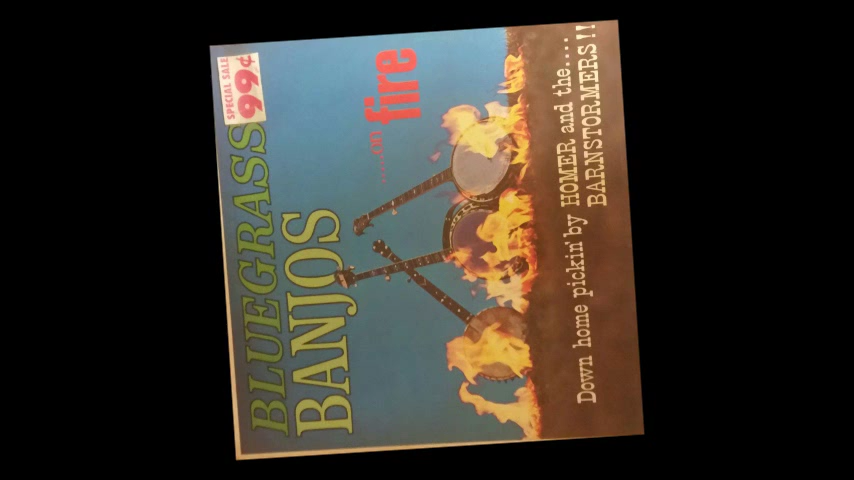 SPECIAL SALE
99¢
BLUEGRASS
BANJOS
.....on
fire
Down home pickin' by HOMER and the....
BARNSTORMERS!!